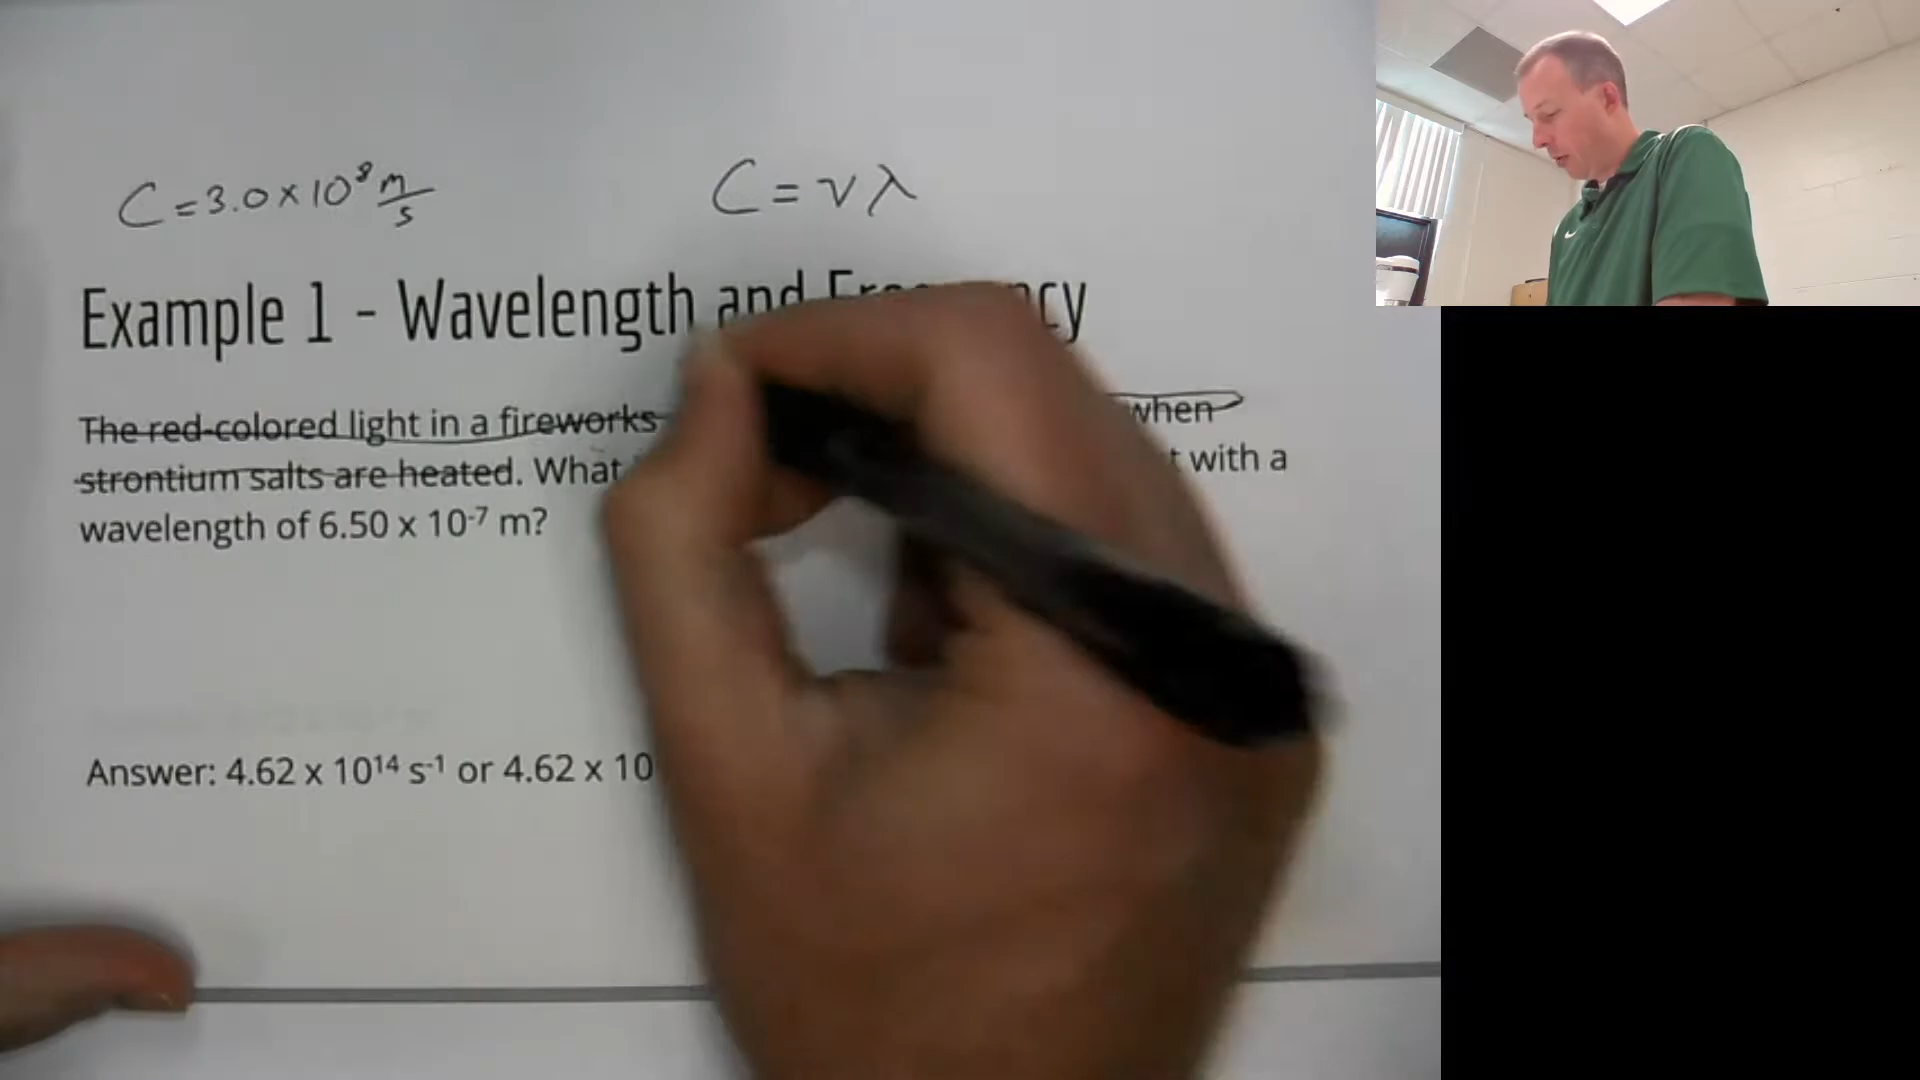 C = 3.0 × 10⁸ m/s
C = νλ
Example 1 - Wavelength and Frequency
The red-colored light in a fireworks when
strontium salts are heated. What with a
wavelength of 6.50 x 10⁻⁷ m?
Answer: 4.62 x 10¹⁴ s⁻¹ or 4.62 x 10